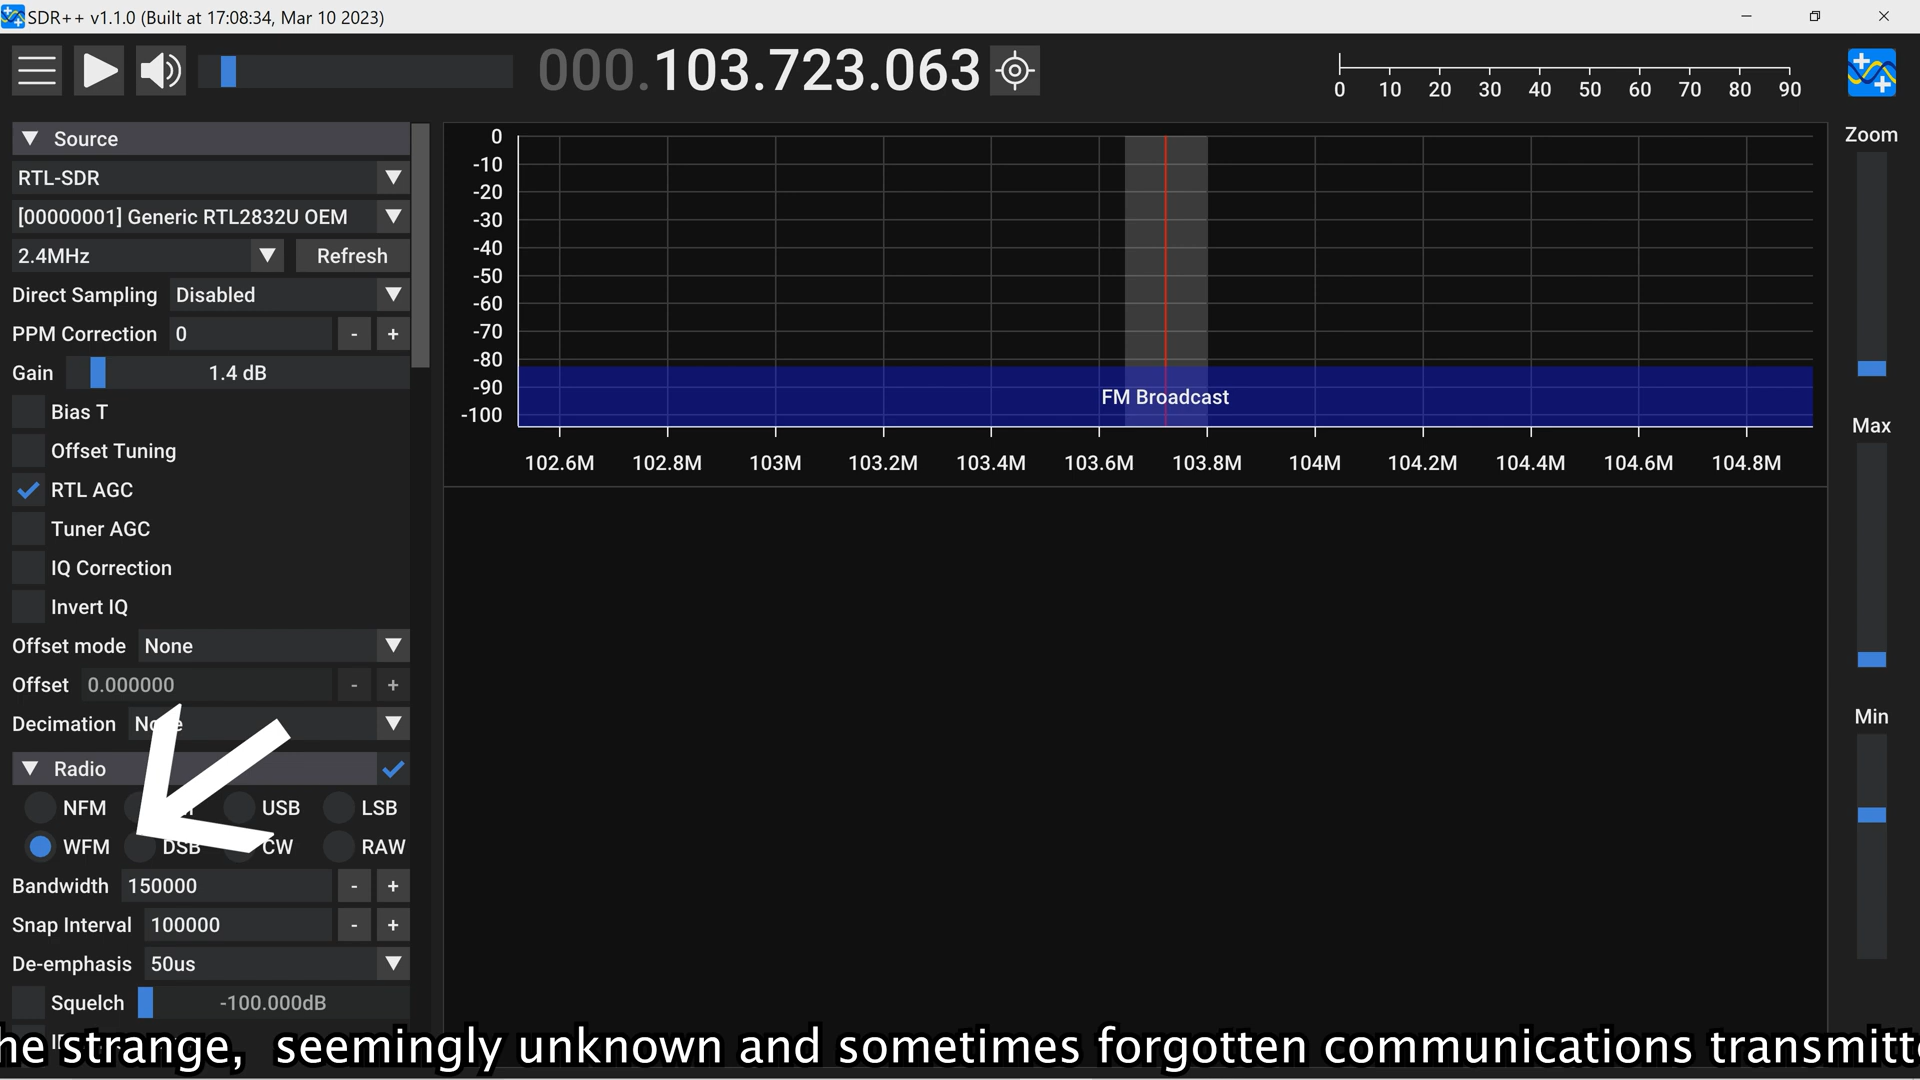 SDR++ v1.1.0 (Built at 17:08:34, Mar 10 2023)
000.103.723.063
0 10 20 30 40 50 60 70 80 90
Source
RTL-SDR
[00000001] Generic RTL2832U OEM
2.4MHz Refresh
Direct Sampling Disabled
PPM Correction 0 - +
Gain 1.4 dB
Bias T
Offset Tuning
RTL AGC
Tuner AGC
IQ Correction
Invert IQ
Offset mode None
Offset 0.000000 - +
Decimation None
Radio
NFM USB LSB
WFM DSB CW RAW
Bandwidth 150000 - +
Snap Interval 100000 - +
De-emphasis 50us
Squelch -100.000dB
0
-10
-20
-30
-40
-50
-60
-70
-80
-90
-100
FM Broadcast
102.6M 102.8M 103M 103.2M 103.4M 103.6M 103.8M 104M 104.2M 104.4M 104.6M 104.8M
Zoom
Max
Min
he strange, seemingly unknown and sometimes forgotten communications transmitt